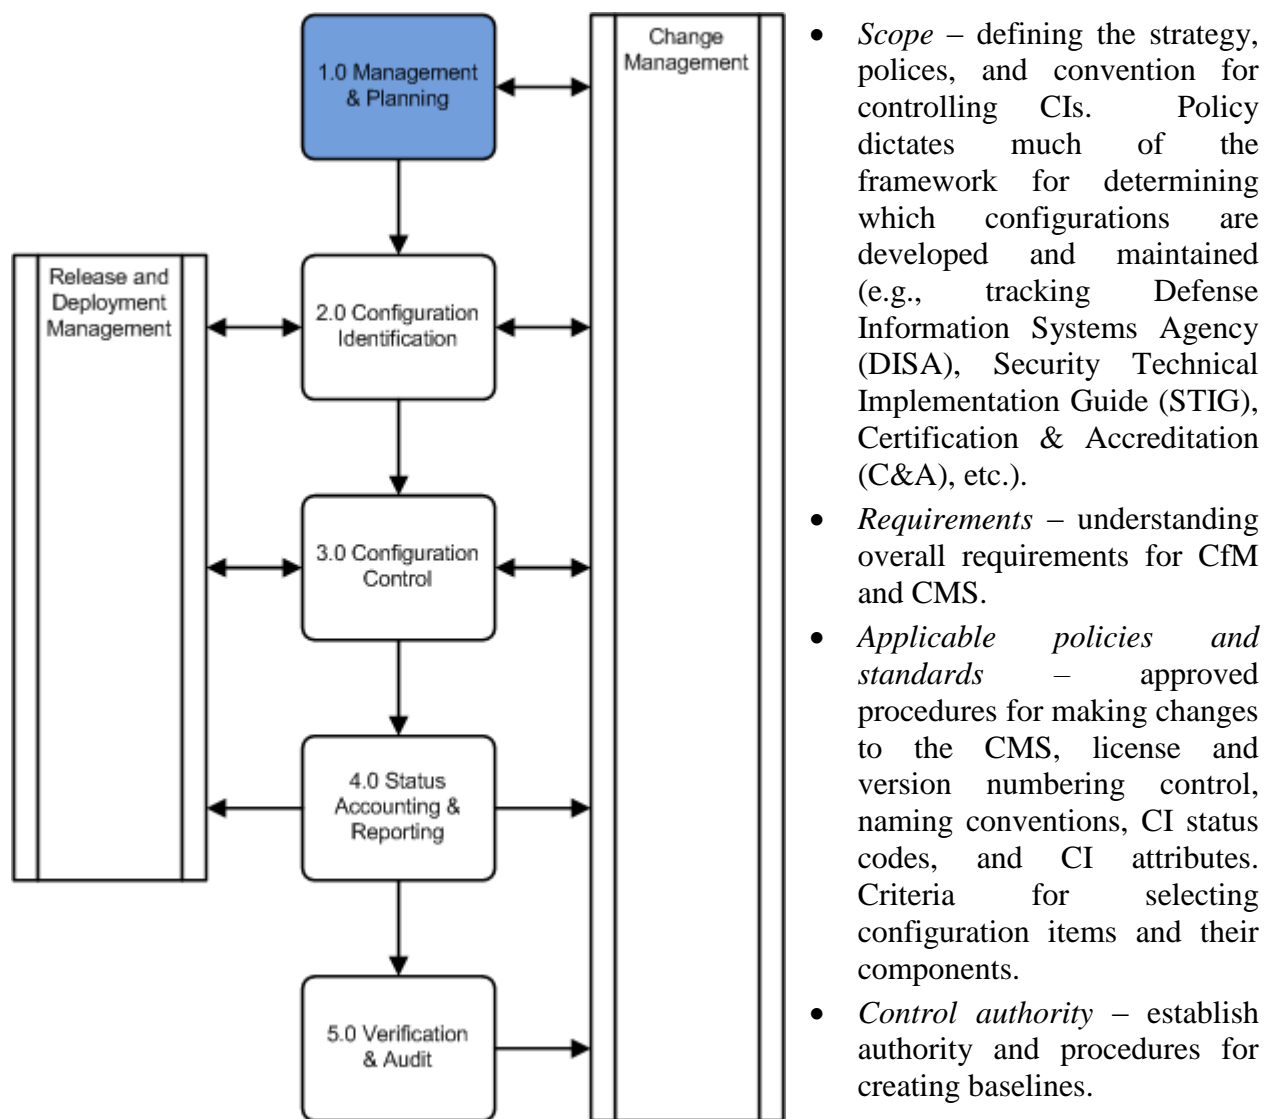 Change
Management
1.0 Management
& Planning
Release and
Deployment
Management
2.0 Configuration
Identification
3.0 Configuration
Control
4.0 Status
Accounting &
Reporting
5.0 Verification
& Audit
• Scope – defining the strategy,
polices, and convention for
controlling CIs. Policy
dictates much of the
framework for determining
which configurations are
developed and maintained
(e.g., tracking Defense
Information Systems Agency
(DISA), Security Technical
Implementation Guide (STIG),
Certification & Accreditation
(C&A), etc.).
• Requirements – understanding
overall requirements for CfM
and CMS.
• Applicable policies and
standards – approved
procedures for making changes
to the CMS, license and
version numbering control,
naming conventions, CI status
codes, and CI attributes.
Criteria for selecting
configuration items and their
components.
• Control authority – establish
authority and procedures for
creating baselines.